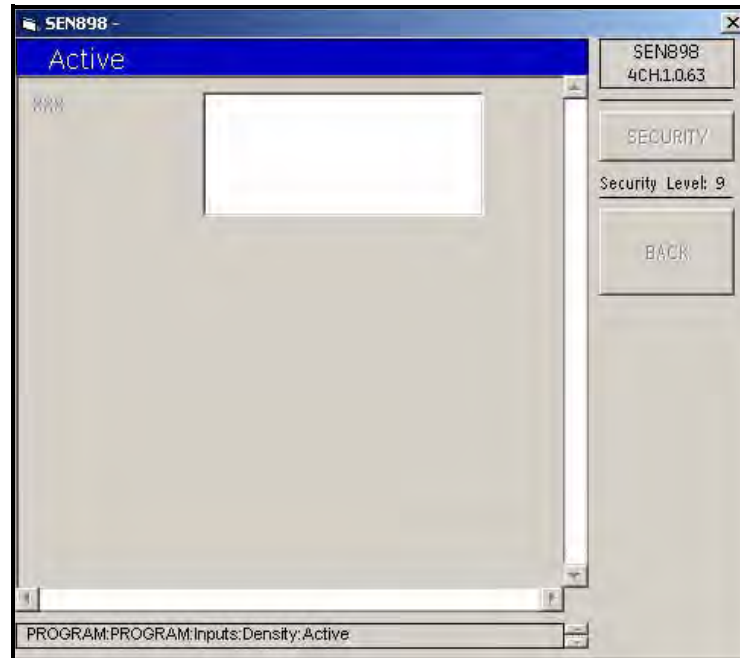 SEN898 -
Active
SEN898
4CH.1.0.63
SECURITY
Security Level: 9
BACK
PROGRAM:PROGRAM:Inputs:Density:Active